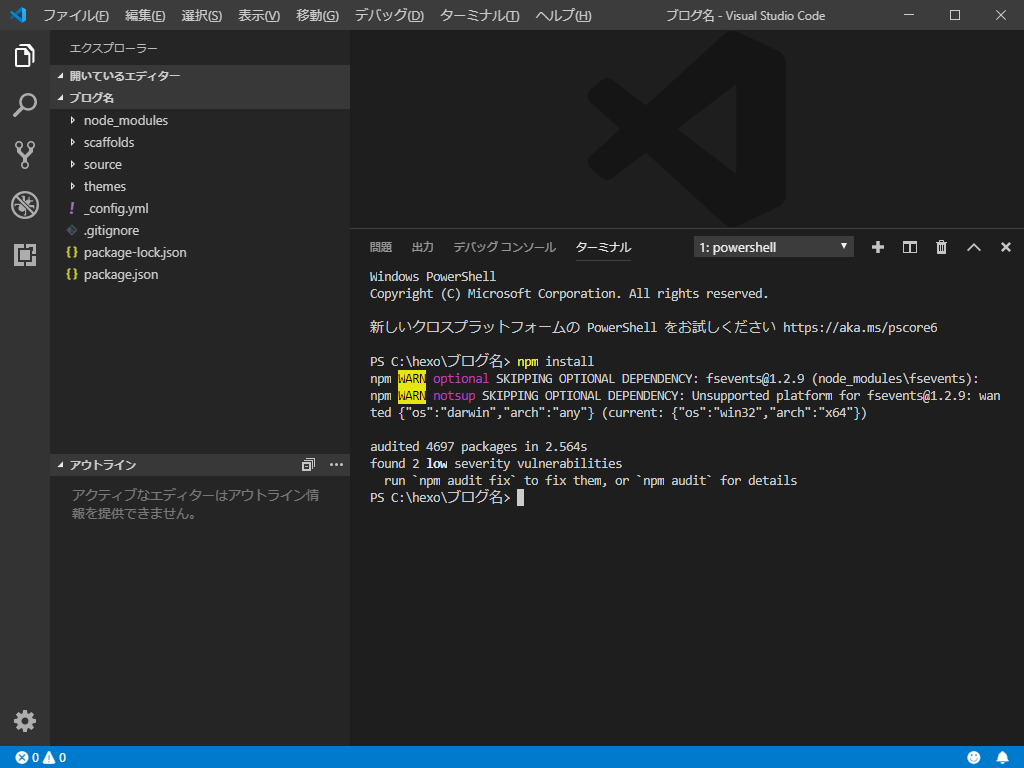 ファイル(F) 編集(E) 選択(S) 表示(V) 移動(G) デバッグ(D) ターミナル(T) ヘルプ(H) ブログ名 - Visual Studio Code
エクスプローラー
開いているエディター
ブログ名
node_modules
scaffolds
source
themes
! _config.yml
.gitignore
{} package-lock.json
{} package.json
アウトライン
アクティブなエディターはアウトライン情
報を提供できません。
問題 出力 デバッグ コンソール ターミナル 1: powershell
Windows PowerShell
Copyright (C) Microsoft Corporation. All rights reserved.
新しいクロスプラットフォームの PowerShell をお試しください https://aka.ms/pscore6
PS C:\hexo\ブログ名> npm install
npm WARN optional SKIPPING OPTIONAL DEPENDENCY: fsevents@1.2.9 (node_modules\fsevents):
npm WARN notsup SKIPPING OPTIONAL DEPENDENCY: Unsupported platform for fsevents@1.2.9: wan
ted {"os":"darwin","arch":"any"} (current: {"os":"win32","arch":"x64"})
audited 4697 packages in 2.564s
found 2 low severity vulnerabilities
run `npm audit fix` to fix them, or `npm audit` for details
PS C:\hexo\ブログ名>
0 0